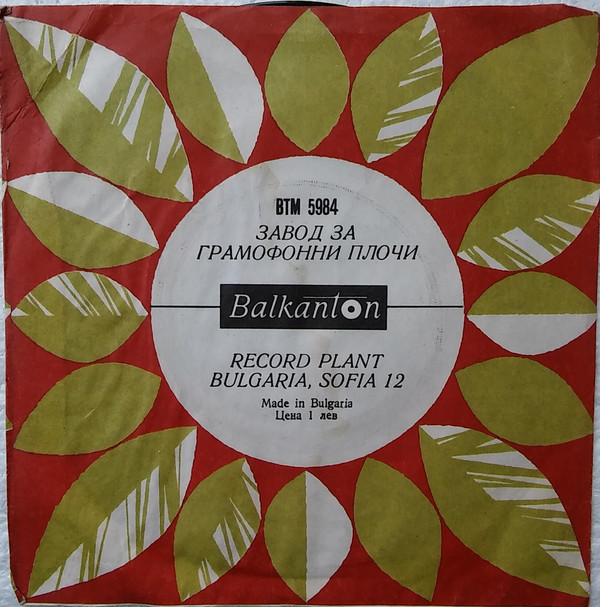 ВТМ 5984
ЗАВОД ЗА
ГРАМОФОННИ ПЛОЧИ
Balkanton
RECORD PLANT
BULGARIA, SOFIA 12
Made in Bulgaria
Цена 1 лев